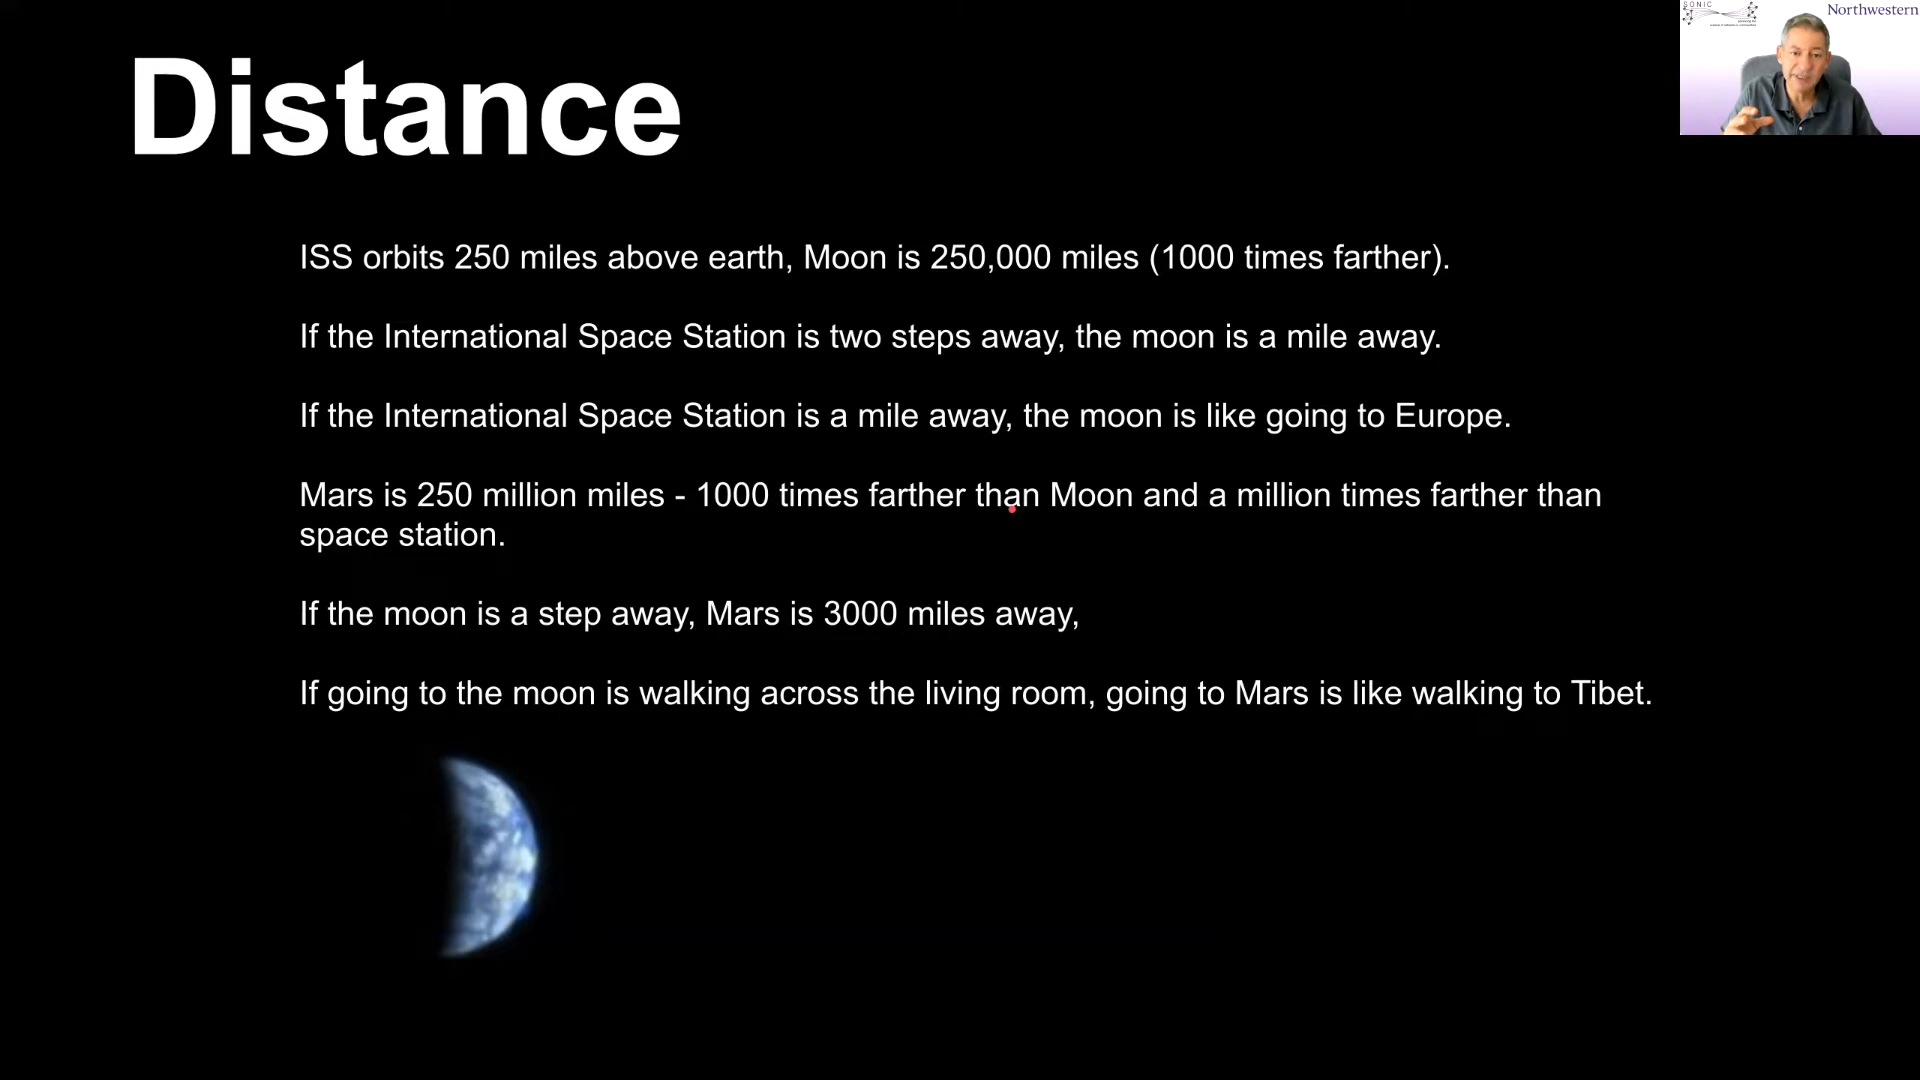 SONIC
Northwestern
Distance
ISS orbits 250 miles above earth, Moon is 250,000 miles (1000 times farther).
If the International Space Station is two steps away, the moon is a mile away.
If the International Space Station is a mile away, the moon is like going to Europe.
Mars is 250 million miles - 1000 times farther than Moon and a million times farther than
space station.
If the moon is a step away, Mars is 3000 miles away,
If going to the moon is walking across the living room, going to Mars is like walking to Tibet.